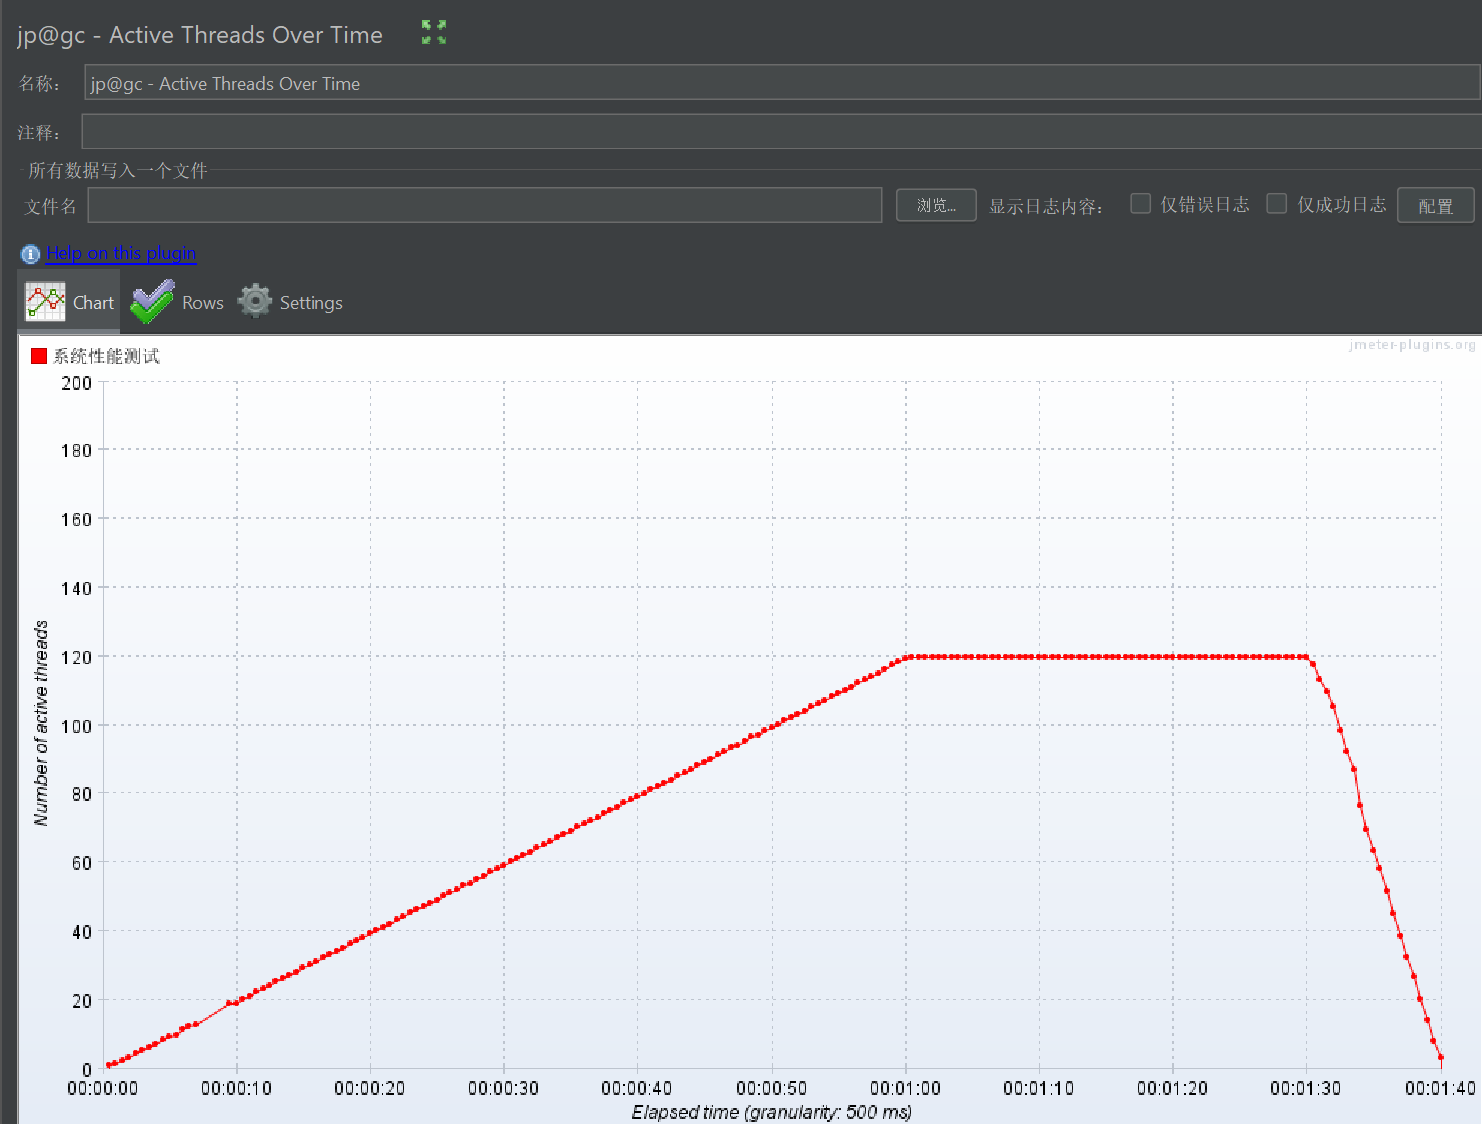 jp@gc - Active Threads Over Time
名称： jp@gc - Active Threads Over Time
注释：
所有数据写入一个文件
文件名 浏览... 显示日志内容： 仅错误日志 仅成功日志 配置
Help on this plugin
Chart Rows Settings
系统性能测试 jmeter-plugins.org
200
180
160
140
120
100
80
60
40
20
0
Number of active threads
00:00:00 00:00:10 00:00:20 00:00:30 00:00:40 00:00:50 00:01:00 00:01:10 00:01:20 00:01:30 00:01:40
Elapsed time (granularity: 500 ms)